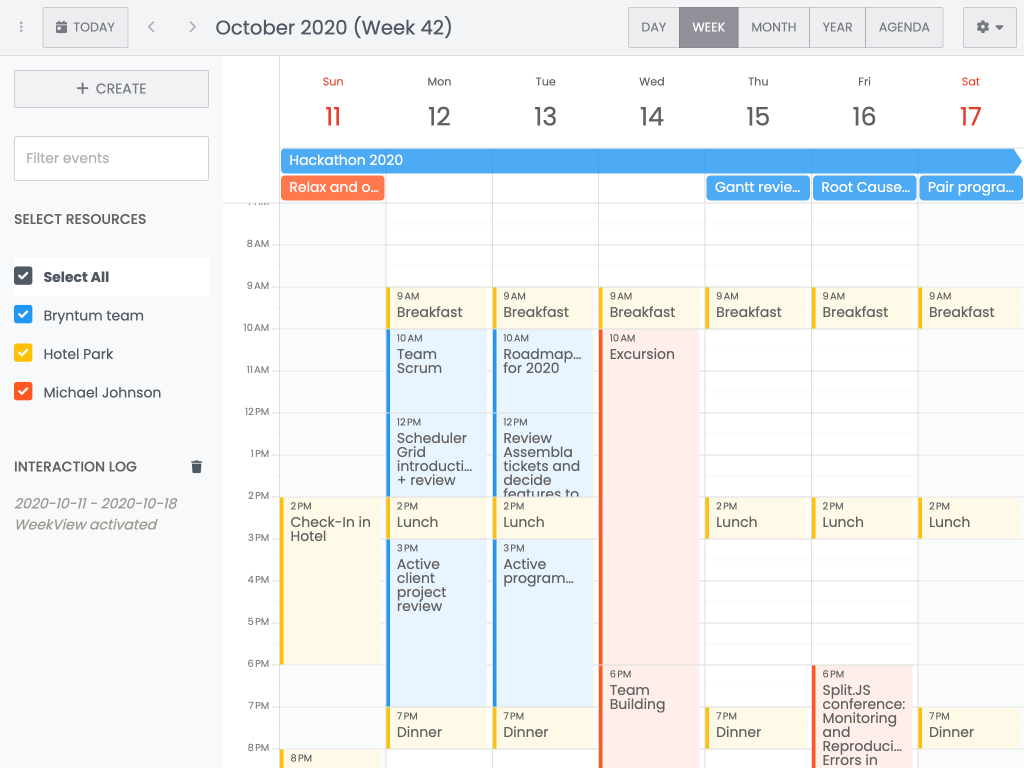 TODAY
October 2020 (Week 42)
DAY
WEEK
MONTH
YEAR
AGENDA
CREATE
Filter events
SELECT RESOURCES
Select All
Bryntum team
Hotel Park
Michael Johnson
INTERACTION LOG
2020-10-11 - 2020-10-18
WeekView activated
Sun
11
Mon
12
Tue
13
Wed
14
Thu
15
Fri
16
Sat
17
Hackathon 2020
Relax and o...
Gantt revie...
Root Cause...
Pair progra...
8 AM
9 AM
10 AM
11 AM
12 PM
1 PM
2 PM
3 PM
4 PM
5 PM
6 PM
7 PM
8 PM
2 PM
Check-In in
Hotel
8 PM
9 AM
Breakfast
10 AM
Team
Scrum
12 PM
Scheduler
Grid
introducti...
+ review
2 PM
Lunch
3 PM
Active
client
project
review
7 PM
Dinner
9 AM
Breakfast
10 AM
Roadmap...
for 2020
12 PM
Review
Assembla
tickets and
decide
features to
2 PM
Lunch
3 PM
Active
program...
7 PM
Dinner
9 AM
Breakfast
10 AM
Excursion
6 PM
Team
Building
9 AM
Breakfast
2 PM
Lunch
7 PM
Dinner
9 AM
Breakfast
2 PM
Lunch
6 PM
Split.JS
conference:
Monitoring
and
Reproduci...
Errors in
9 AM
Breakfast
2 PM
Lunch
7 PM
Dinner